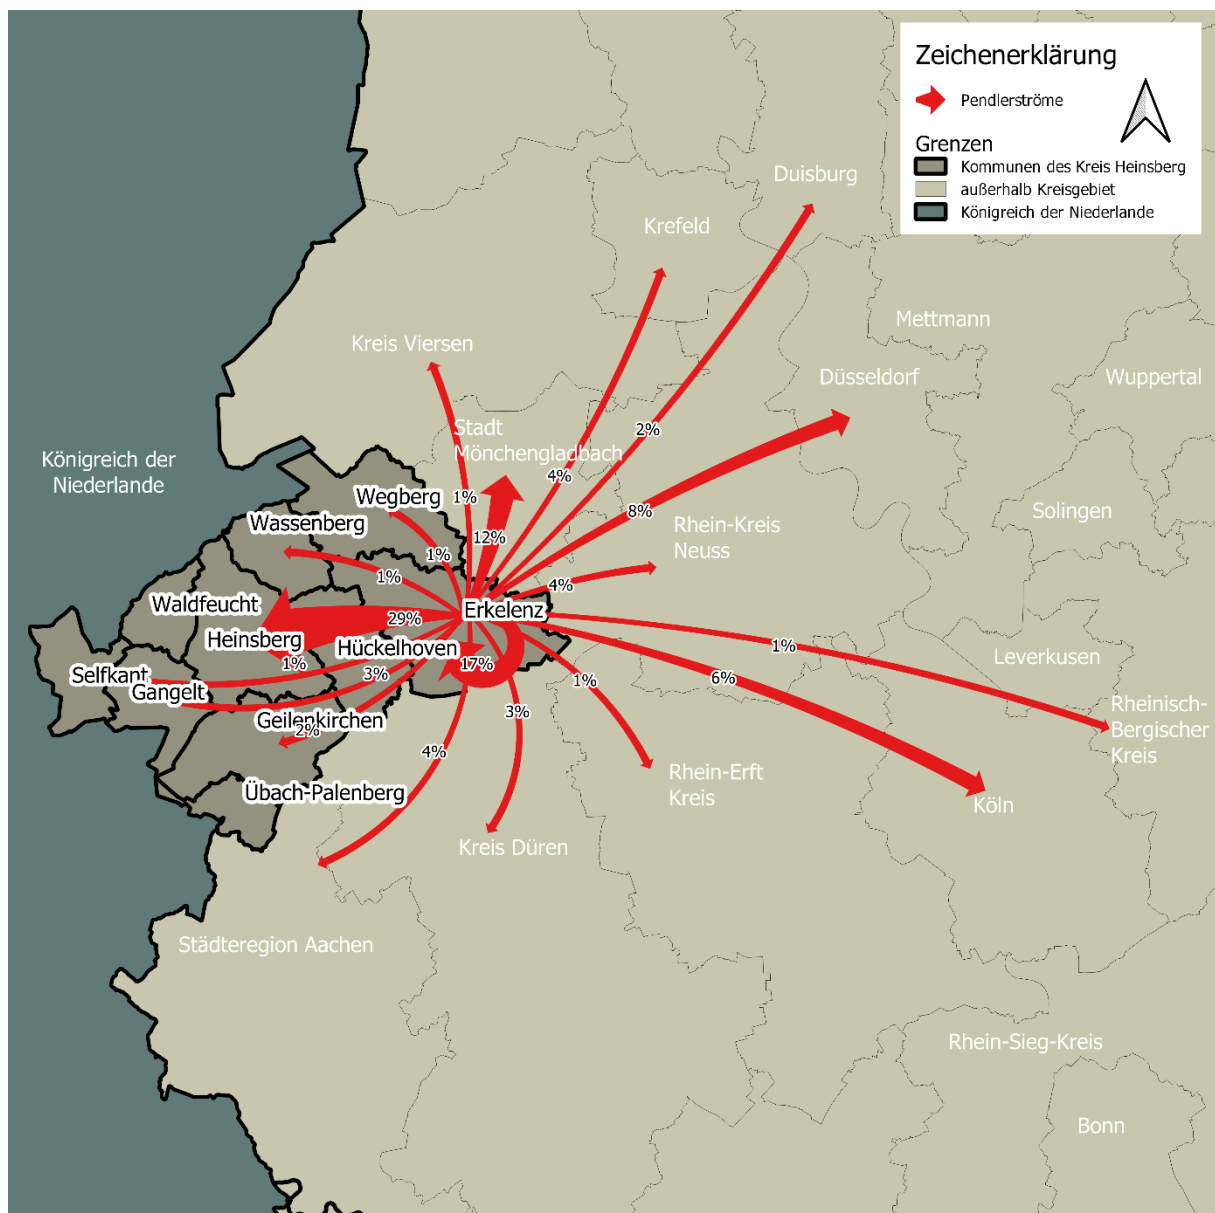 Zeichenerklärung
Pendlerströme
Grenzen
Kommunen des Kreis Heinsberg
außerhalb Kreisgebiet
Königreich der Niederlande
Duisburg
Krefeld
Mettmann
Kreis Viersen
Düsseldorf
Wuppertal
Stadt
Mönchengladbach
2%
Königreich der
Niederlande
4%
1%
Wegberg
8%
Solingen
Wassenberg
Rhein-Kreis
Neuss
12%
1%
1%
4%
Waldfeucht
Erkelenz
29%
Heinsberg
Hückelhoven
1%
Leverkusen
1%
17%
Selfkant
3%
1%
6%
Gangelt
Rheinisch-
Bergischer
Kreis
Geilenkirchen
2%
3%
4%
Rhein-Erft
Kreis
Übach-Palenberg
Köln
Kreis Düren
Städteregion Aachen
Rhein-Sieg-Kreis
Bonn